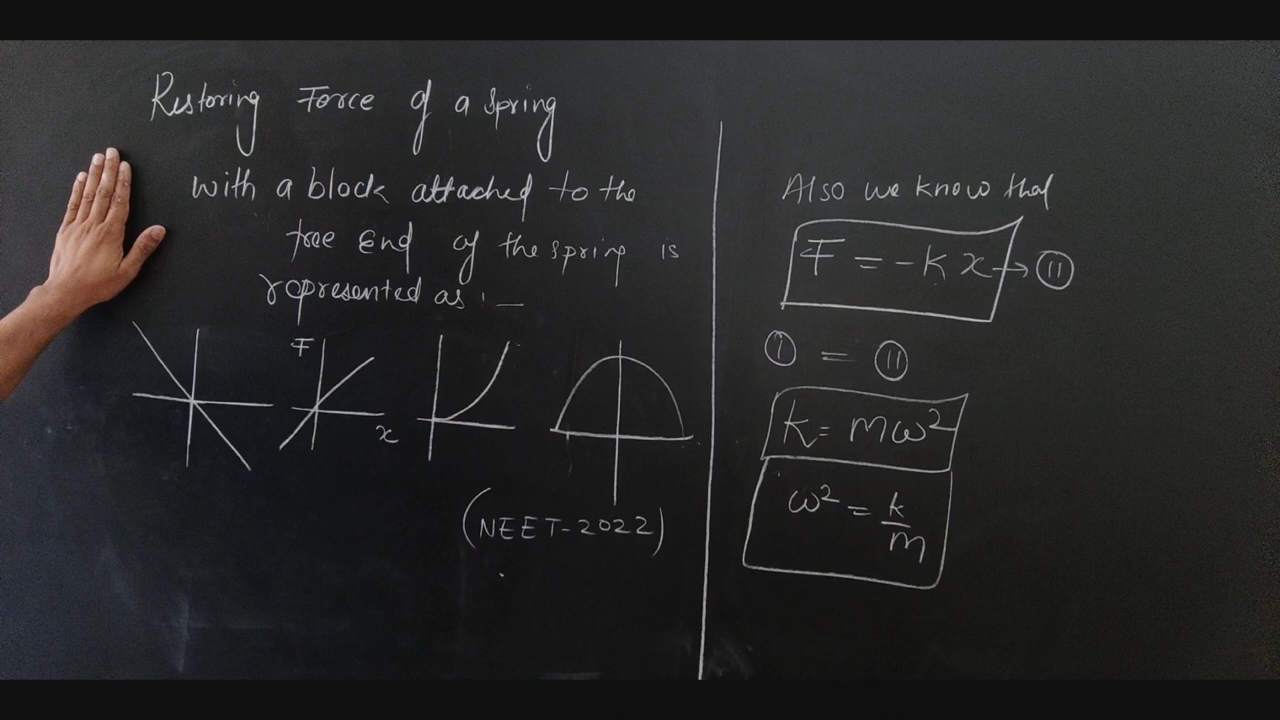 Restoring Force of a spring
with a block attached to the
free End of the spring is
represented as :-
F
x
(NEET-2022)
Also we know that
F = -kx → (II)
(I) = (II)
k = mω²
ω² = k/m